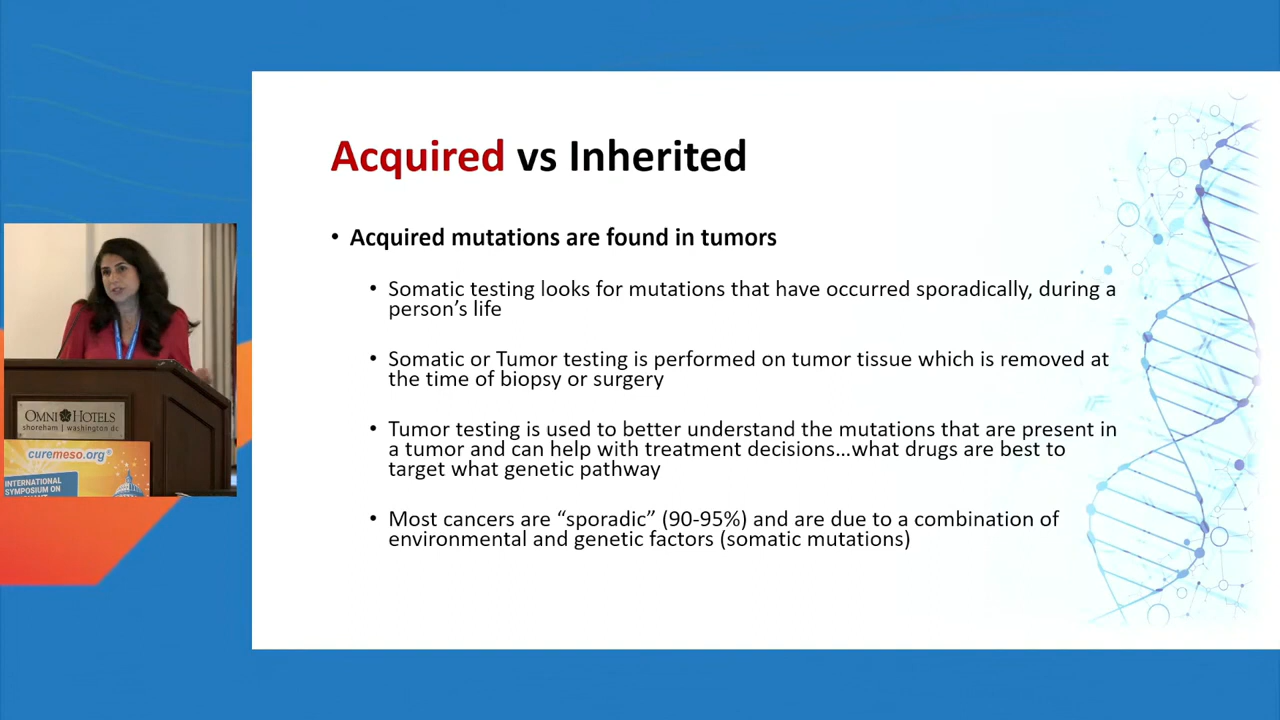 Acquired vs Inherited
• Acquired mutations are found in tumors
• Somatic testing looks for mutations that have occurred sporadically, during a
person’s life
• Somatic or Tumor testing is performed on tumor tissue which is removed at
the time of biopsy or surgery
• Tumor testing is used to better understand the mutations that are present in
a tumor and can help with treatment decisions…what drugs are best to
target what genetic pathway
• Most cancers are “sporadic” (90-95%) and are due to a combination of
environmental and genetic factors (somatic mutations)
OMNI HOTELS
shoreham | washington dc
curemeso.org®
INTERNATIONAL
SYMPOSIUM ON